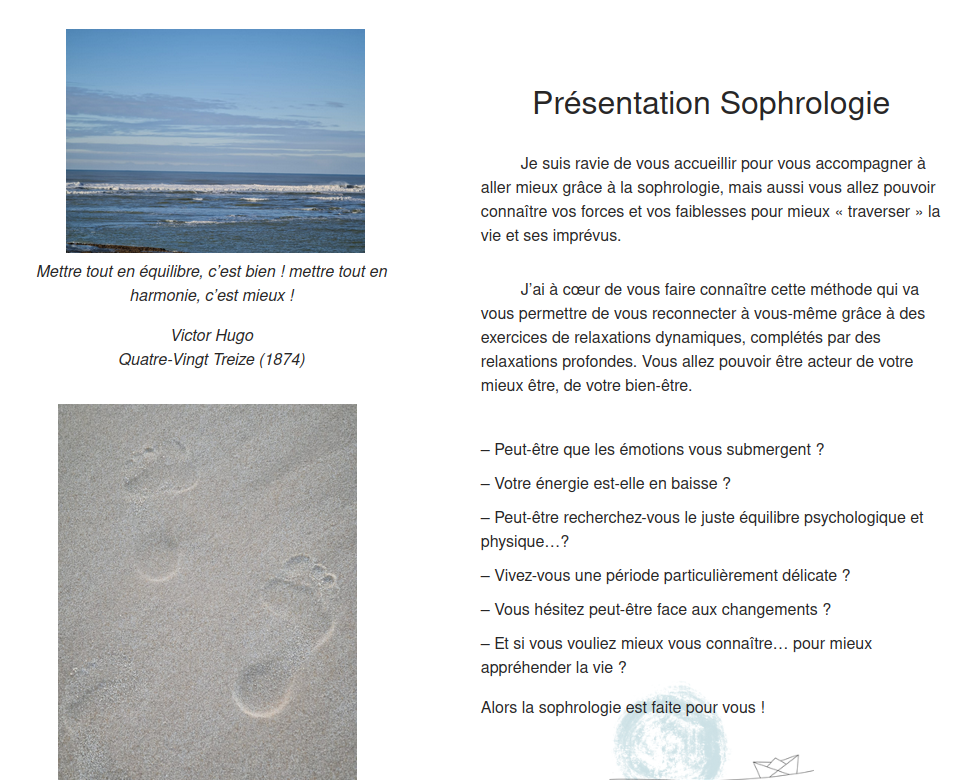 Mettre tout en équilibre, c’est bien ! mettre tout en
harmonie, c’est mieux !
Victor Hugo
Quatre-Vingt Treize (1874)
Présentation Sophrologie
Je suis ravie de vous accueillir pour vous accompagner à
aller mieux grâce à la sophrologie, mais aussi vous allez pouvoir
connaître vos forces et vos faiblesses pour mieux « traverser » la
vie et ses imprévus.
J’ai à cœur de vous faire connaître cette méthode qui va
vous permettre de vous reconnecter à vous-même grâce à des
exercices de relaxations dynamiques, complétés par des
relaxations profondes. Vous allez pouvoir être acteur de votre
mieux être, de votre bien-être.
– Peut-être que les émotions vous submergent ?
– Votre énergie est-elle en baisse ?
– Peut-être recherchez-vous le juste équilibre psychologique et
physique…?
– Vivez-vous une période particulièrement délicate ?
– Vous hésitez peut-être face aux changements ?
– Et si vous vouliez mieux vous connaître… pour mieux
appréhender la vie ?
Alors la sophrologie est faite pour vous !